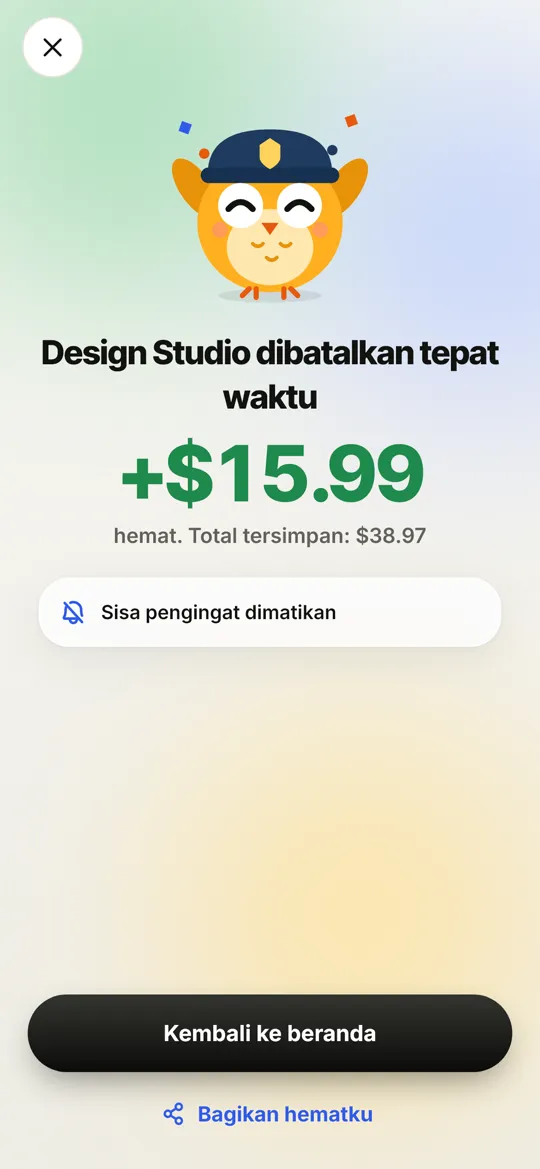 Design Studio dibatalkan tepat
waktu
+$15.99
hemat. Total tersimpan: $38.97
Sisa pengingat dimatikan
Kembali ke beranda
Bagikan hematku